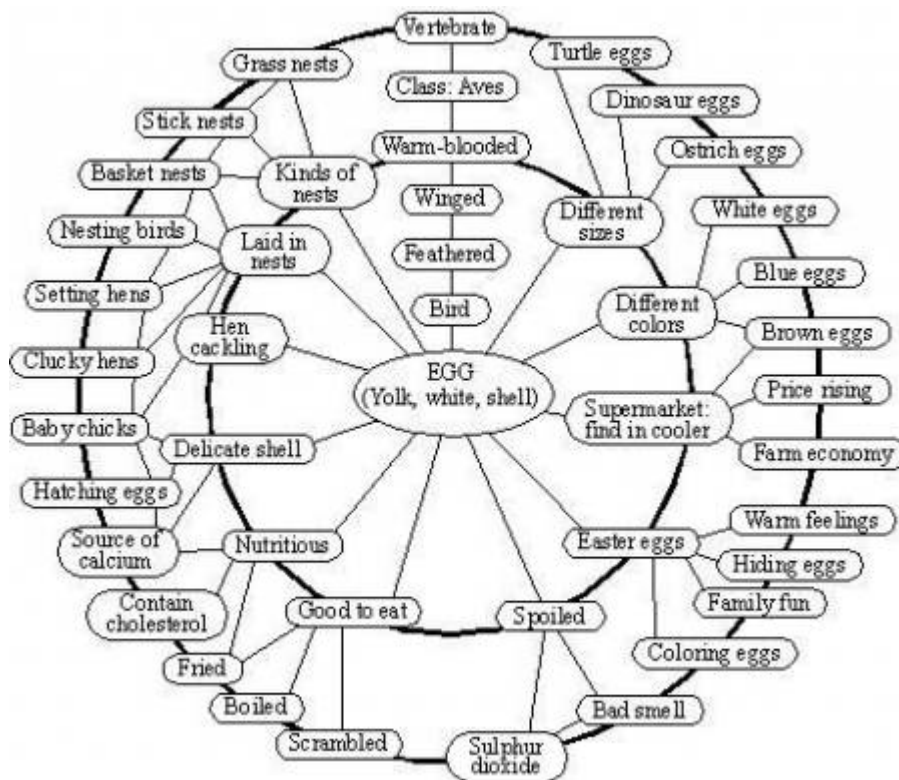 Vertebrate
Grass nests
Turtle eggs
Class: Aves
Dinosaur eggs
Stick nests
Warm-blooded
Ostrich eggs
Basket nests
Kinds of
nests
Winged
Different
sizes
White eggs
Nesting birds
Laid in
nests
Feathered
Blue eggs
Setting hens
Bird
Different
colors
Hen
cackling
Brown eggs
Clucky hens
EGG
(Yolk, white, shell)
Price rising
Supermarket:
find in cooler
Baby chicks
Delicate shell
Farm economy
Hatching eggs
Warm feelings
Source of
calcium
Nutritious
Easter eggs
Hiding eggs
Contain
cholesterol
Good to eat
Spoiled
Family fun
Coloring eggs
Fried
Boiled
Bad smell
Scrambled
Sulphur
dioxide